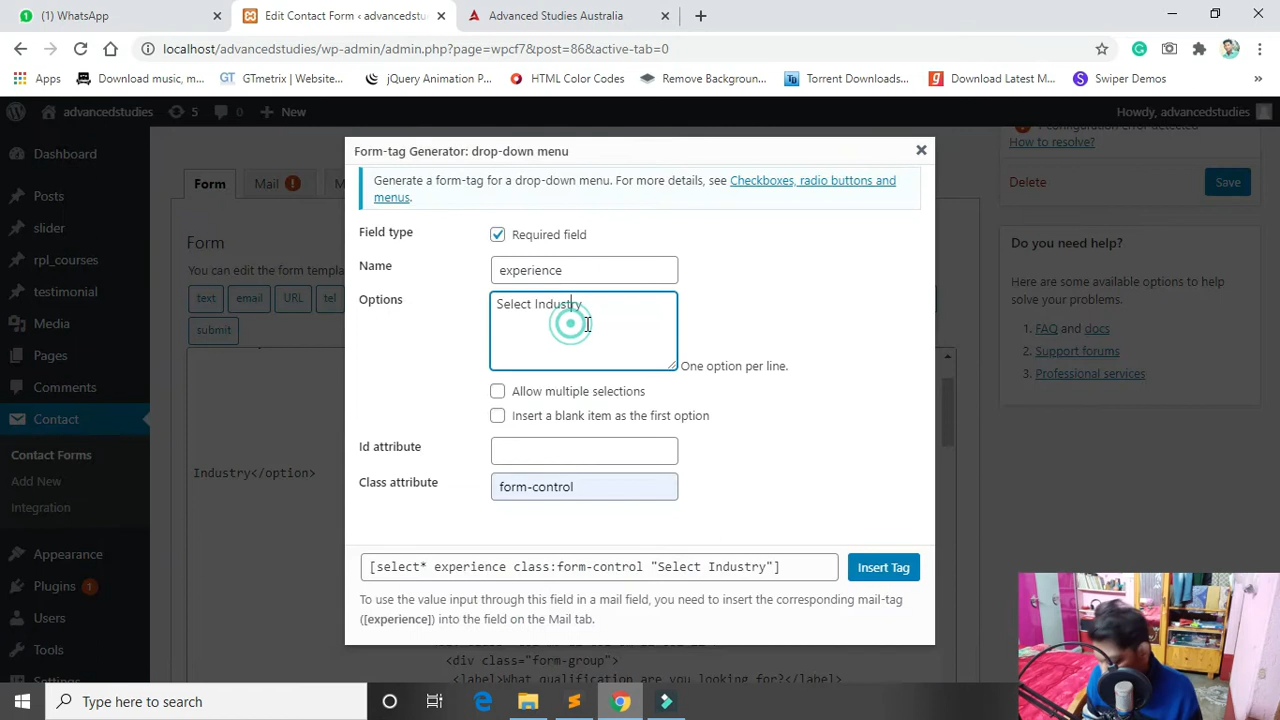 (1) WhatsApp
Edit Contact Form ‹ advancedstud
Advanced Studies Australia
localhost/advancedstudies/wp-admin/admin.php?page=wpcf7&post=86&active-tab=0
Apps
Download music, m...
GT
GTmetrix | Website...
jQuery Animation P...
HTML Color Codes
Remove Backgroun...
Torrent Downloads...
Download Latest M...
Swiper Demos
»
advancedstudies
5
0
New
Howdy, advancedstudies
Dashboard
Posts
slider
rpl_courses
testimonial
Media
Pages
Comments
Contact
Contact Forms
Add New
Integration
Appearance
Plugins 1
Users
Tools
Form
Mail
M
Form
You can edit the form templa
text
email
URL
tel
submit
Industry</option>
Form-tag Generator: drop-down menu
Generate a form-tag for a drop-down menu. For more details, see Checkboxes, radio buttons and
menus.
Field type
Required field
Name
experience
Options
Select Industry
One option per line.
Allow multiple selections
Insert a blank item as the first option
Id attribute
Class attribute
form-control
[select* experience class:form-control "Select Industry"]
Insert Tag
To use the value input through this field in a mail field, you need to insert the corresponding mail-tag
([experience]) into the field on the Mail tab.
<div class="form-group">
<label>What qualification are you looking for?</label>
How to resolve?
Delete
Save
Do you need help?
Here are some available options to help
solve your problems.
1. FAQ and docs
2. Support forums
3. Professional services
Type here to search